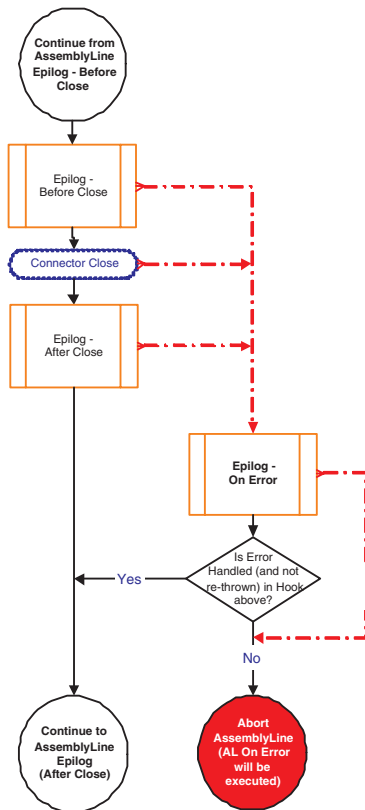 Continue from
AssemblyLine
Epilog - Before
Close
Epilog -
Before Close
Connector Close
Epilog -
After Close
Epilog -
On Error
Is Error
Handled (and not
re-thrown) in Hook
above?
Yes
No
Continue to
AssemblyLine
Epilog
(After Close)
Abort
AssemblyLine
(AL On Error
will be
executed)